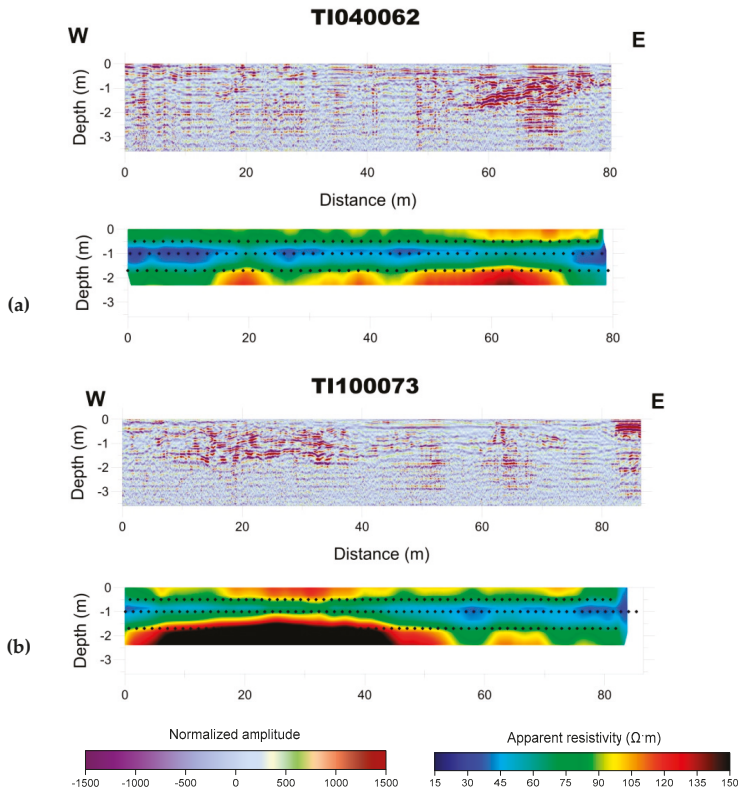 TI040062
W E
0
-1
-2
-3
Depth (m)
0 20 40 60 80
Distance (m)
0
-1
-2
-3
Depth (m)
(a)
0 20 40 60 80
TI100073
W E
0
-1
-2
-3
Depth (m)
0 20 40 60 80
Distance (m)
0
-1
-2
-3
Depth (m)
(b)
0 20 40 60 80
Normalized amplitude
-1500 -1000 -500 0 500 1000 1500
Apparent resistivity (Ω·m)
15 30 45 60 75 90 105 120 135 150